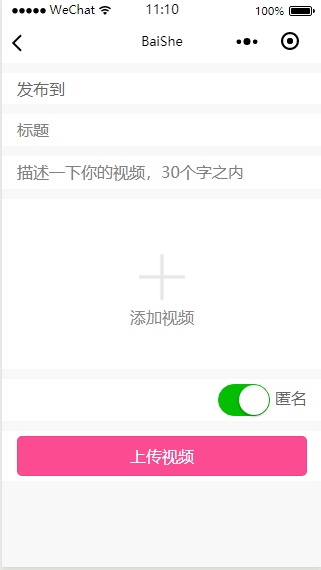 WeChat 11:10 100%
BaiShe
发布到
标题
描述一下你的视频，30个字之内
添加视频
匿名
上传视频